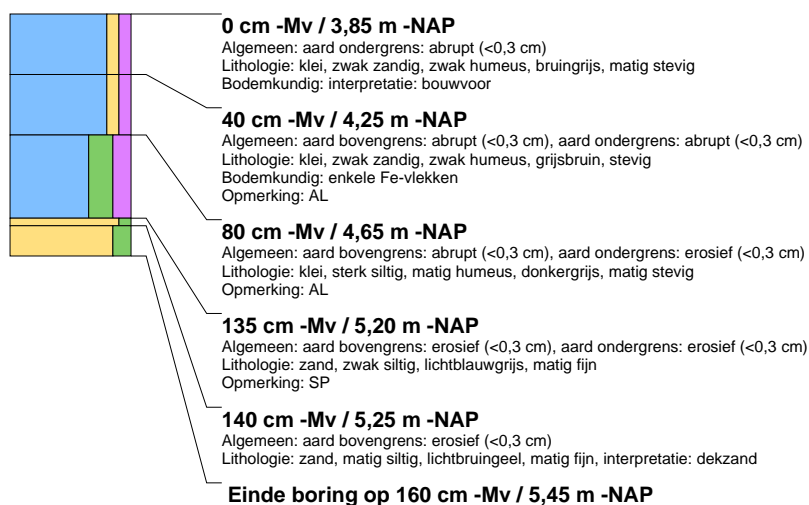 0 cm -Mv / 3,85 m -NAP
Algemeen: aard ondergrens: abrupt (<0,3 cm)
Lithologie: klei, zwak zandig, zwak humeus, bruingrijs, matig stevig
Bodemkundig: interpretatie: bouwvoor
40 cm -Mv / 4,25 m -NAP
Algemeen: aard bovengrens: abrupt (<0,3 cm), aard ondergrens: abrupt (<0,3 cm)
Lithologie: klei, zwak zandig, zwak humeus, grijsbruin, stevig
Bodemkundig: enkele Fe-vlekken
Opmerking: AL
80 cm -Mv / 4,65 m -NAP
Algemeen: aard bovengrens: abrupt (<0,3 cm), aard ondergrens: erosief (<0,3 cm)
Lithologie: klei, sterk siltig, matig humeus, donkergrijs, matig stevig
Opmerking: AL
135 cm -Mv / 5,20 m -NAP
Algemeen: aard bovengrens: erosief (<0,3 cm), aard ondergrens: erosief (<0,3 cm)
Lithologie: zand, zwak siltig, lichtblauwgrijs, matig fijn
Opmerking: SP
140 cm -Mv / 5,25 m -NAP
Algemeen: aard bovengrens: erosief (<0,3 cm)
Lithologie: zand, matig siltig, lichtbruingeel, matig fijn, interpretatie: dekzand
Einde boring op 160 cm -Mv / 5,45 m -NAP